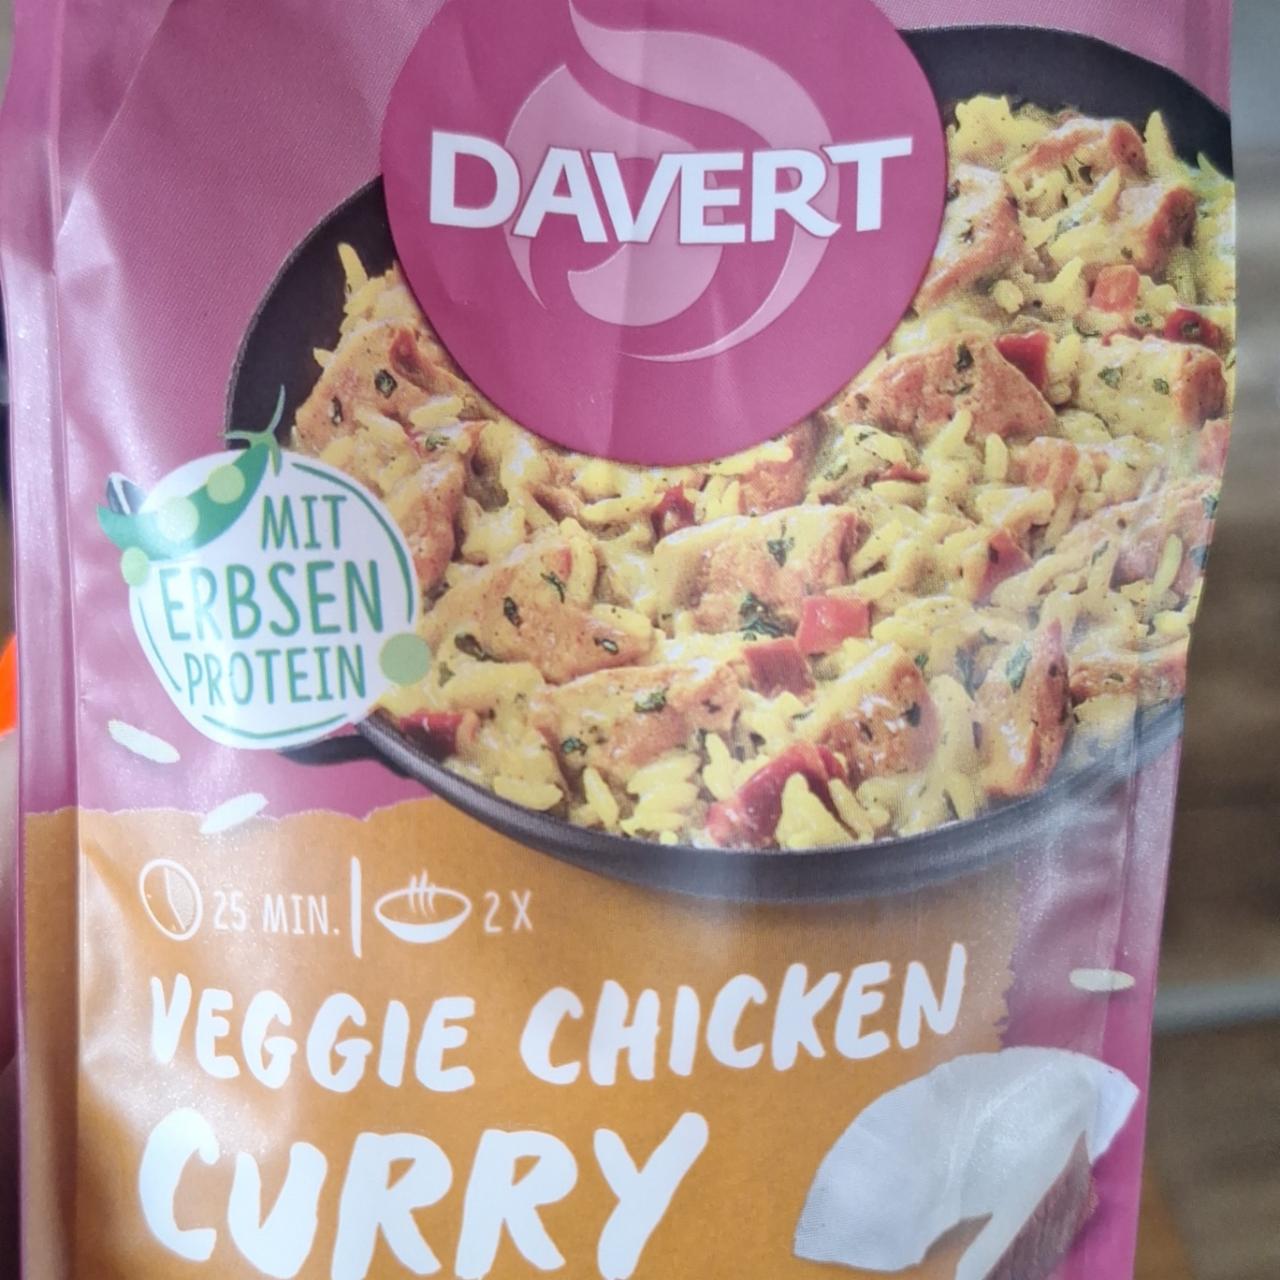 DAVERT
MIT
ERBSEN
PROTEIN
25 MIN. | 2 X
VEGGIE CHICKEN
CURRY